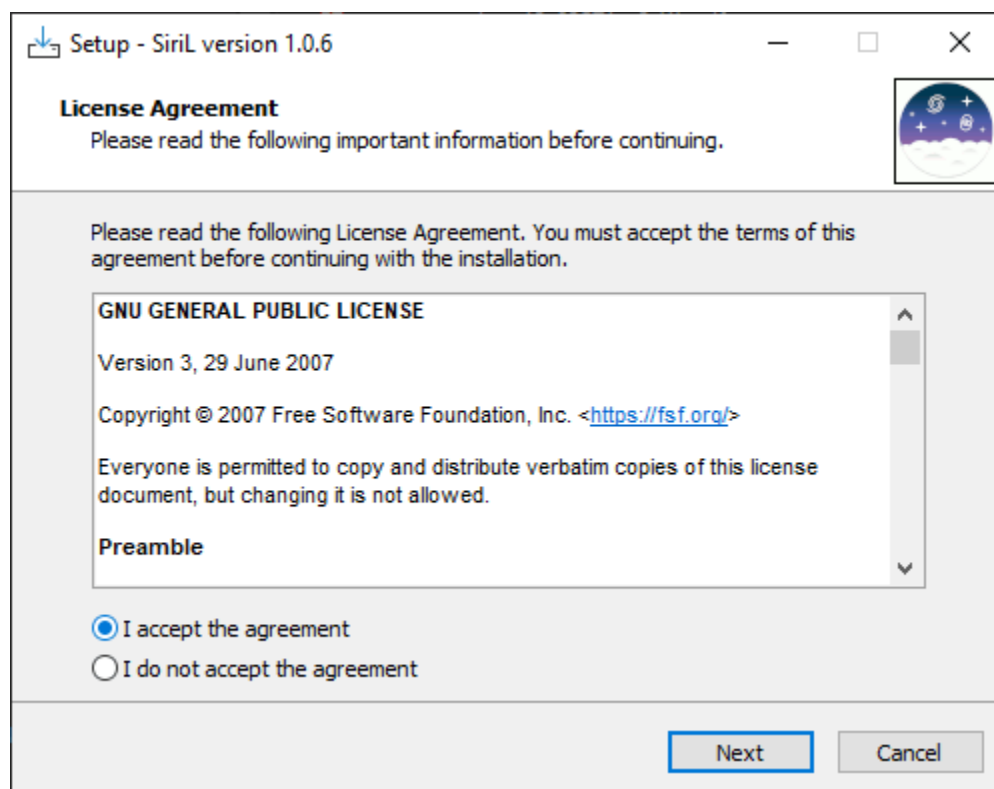 Setup - SiriL version 1.0.6
License Agreement
Please read the following important information before continuing.
Please read the following License Agreement. You must accept the terms of this
agreement before continuing with the installation.
GNU GENERAL PUBLIC LICENSE
Version 3, 29 June 2007
Copyright © 2007 Free Software Foundation, Inc. <https://fsf.org/>
Everyone is permitted to copy and distribute verbatim copies of this license
document, but changing it is not allowed.
Preamble
I accept the agreement
I do not accept the agreement
Next
Cancel